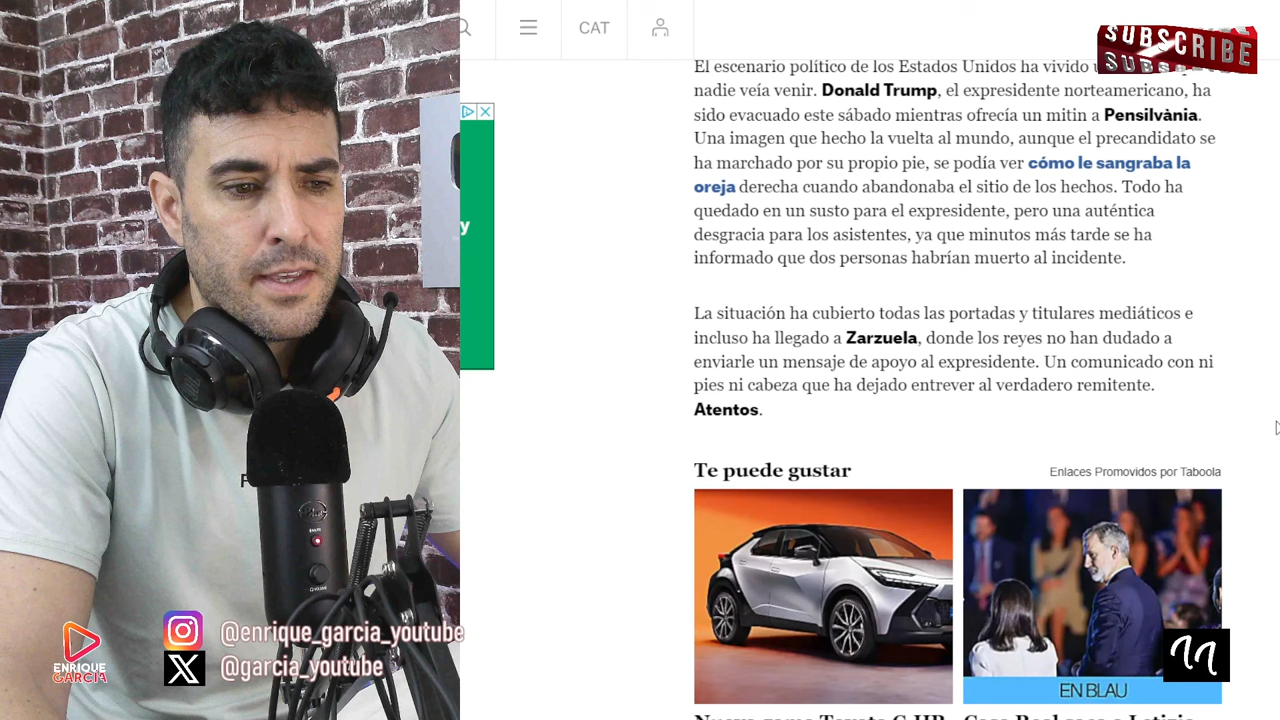 CAT
SUBSCRIBE
El escenario político de los Estados Unidos ha vivido
nadie veía venir. Donald Trump, el expresidente norteamericano, ha
sido evacuado este sábado mientras ofrecía un mitin a Pensilvània.
Una imagen que hecho la vuelta al mundo, aunque el precandidato se
ha marchado por su propio pie, se podía ver cómo le sangraba la
oreja derecha cuando abandonaba el sitio de los hechos. Todo ha
quedado en un susto para el expresidente, pero una auténtica
desgracia para los asistentes, ya que minutos más tarde se ha
informado que dos personas habrían muerto al incidente.
La situación ha cubierto todas las portadas y titulares mediáticos e
incluso ha llegado a Zarzuela, donde los reyes no han dudado a
enviarle un mensaje de apoyo al expresidente. Un comunicado con ni
pies ni cabeza que ha dejado entrever al verdadero remitente.
Atentos.
Te puede gustar
Enlaces Promovidos por Taboola
EN BLAU
@enrique_garcia_youtube
@garcia_youtube
ENRIQUE
GARCIA